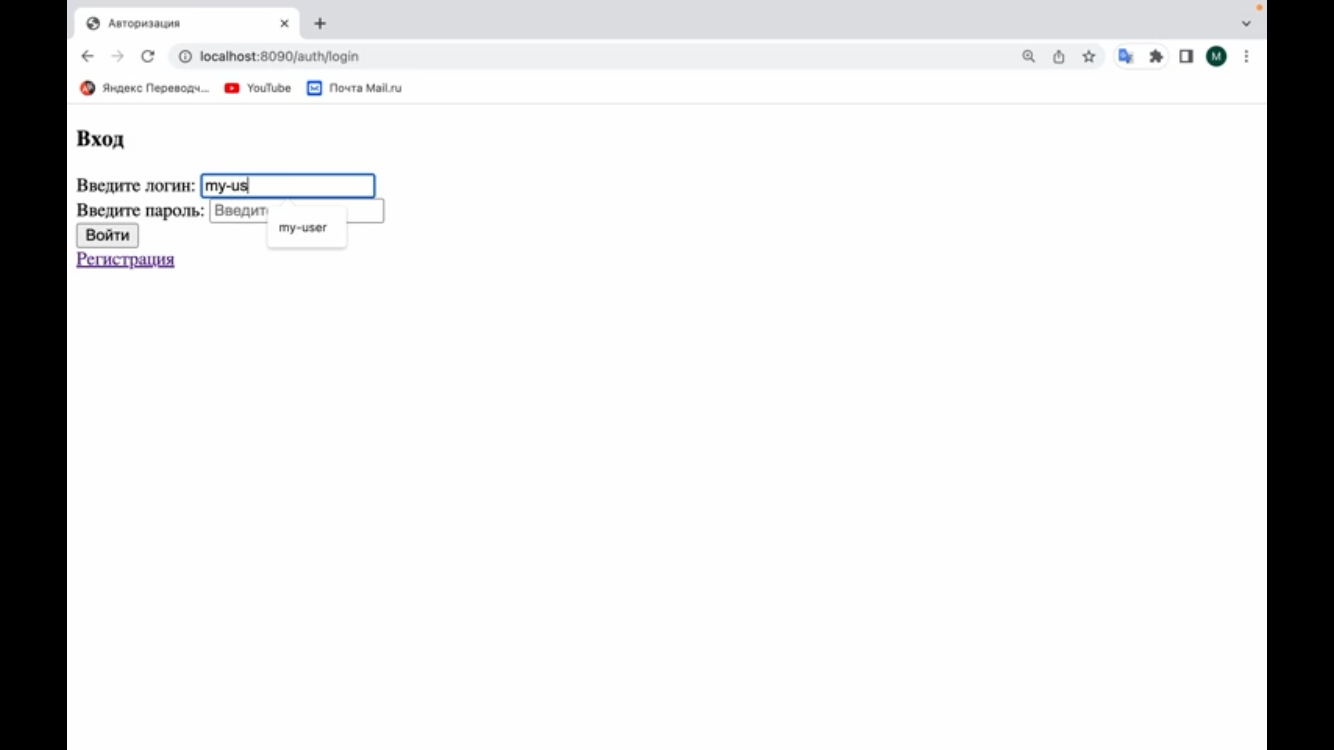 Авторизация
localhost:8090/auth/login
M
Яндекс Переводч... YouTube Почта Mail.ru
Вход
Введите логин: my-us
Введите пароль: Введит
my-user
Войти
Регистрация